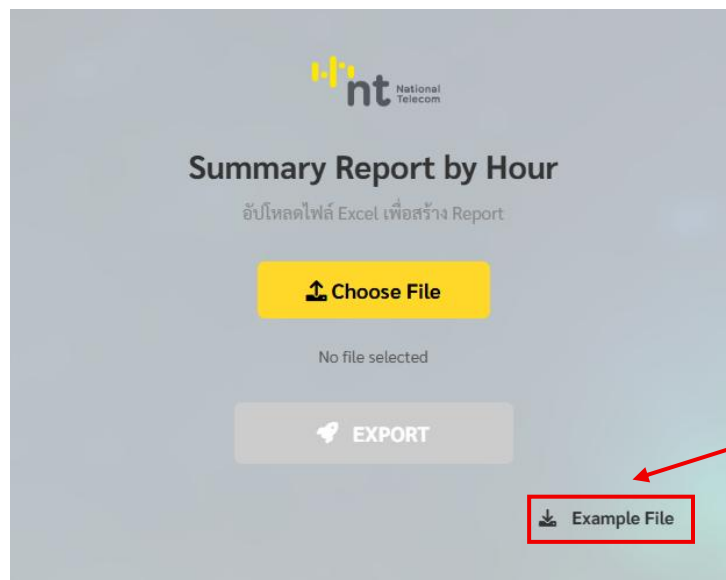 nt National
Telecom
Summary Report by Hour
อัปโหลดไฟล์ Excel เพื่อสร้าง Report
Choose File
No file selected
EXPORT
Example File